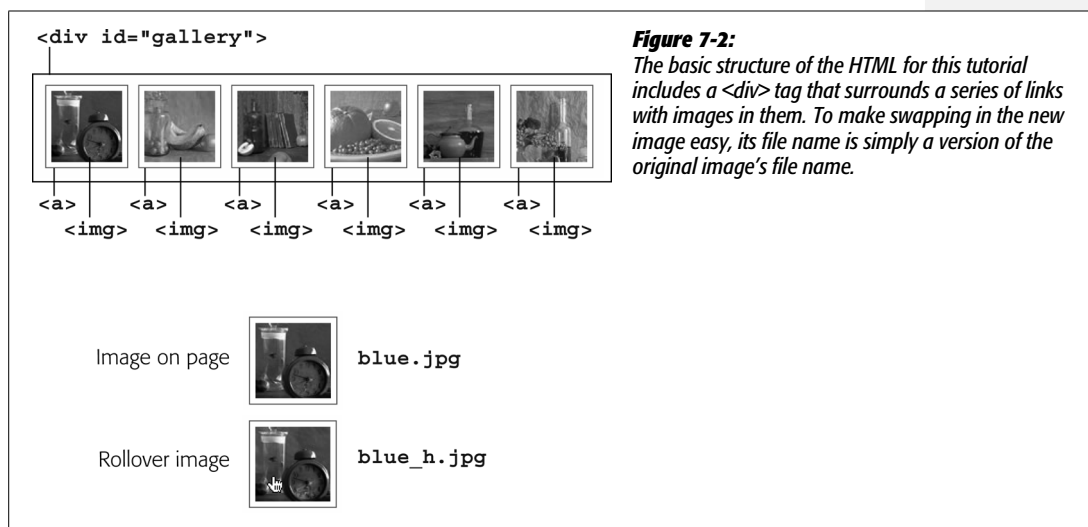 <div id="gallery">
<a> <a> <a> <a> <a> <a>
<img> <img> <img> <img> <img> <img>
Figure 7-2:
The basic structure of the HTML for this tutorial
includes a <div> tag that surrounds a series of links
with images in them. To make swapping in the new
image easy, its file name is simply a version of the
original image’s file name.
Image on page
blue.jpg
Rollover image
blue_h.jpg